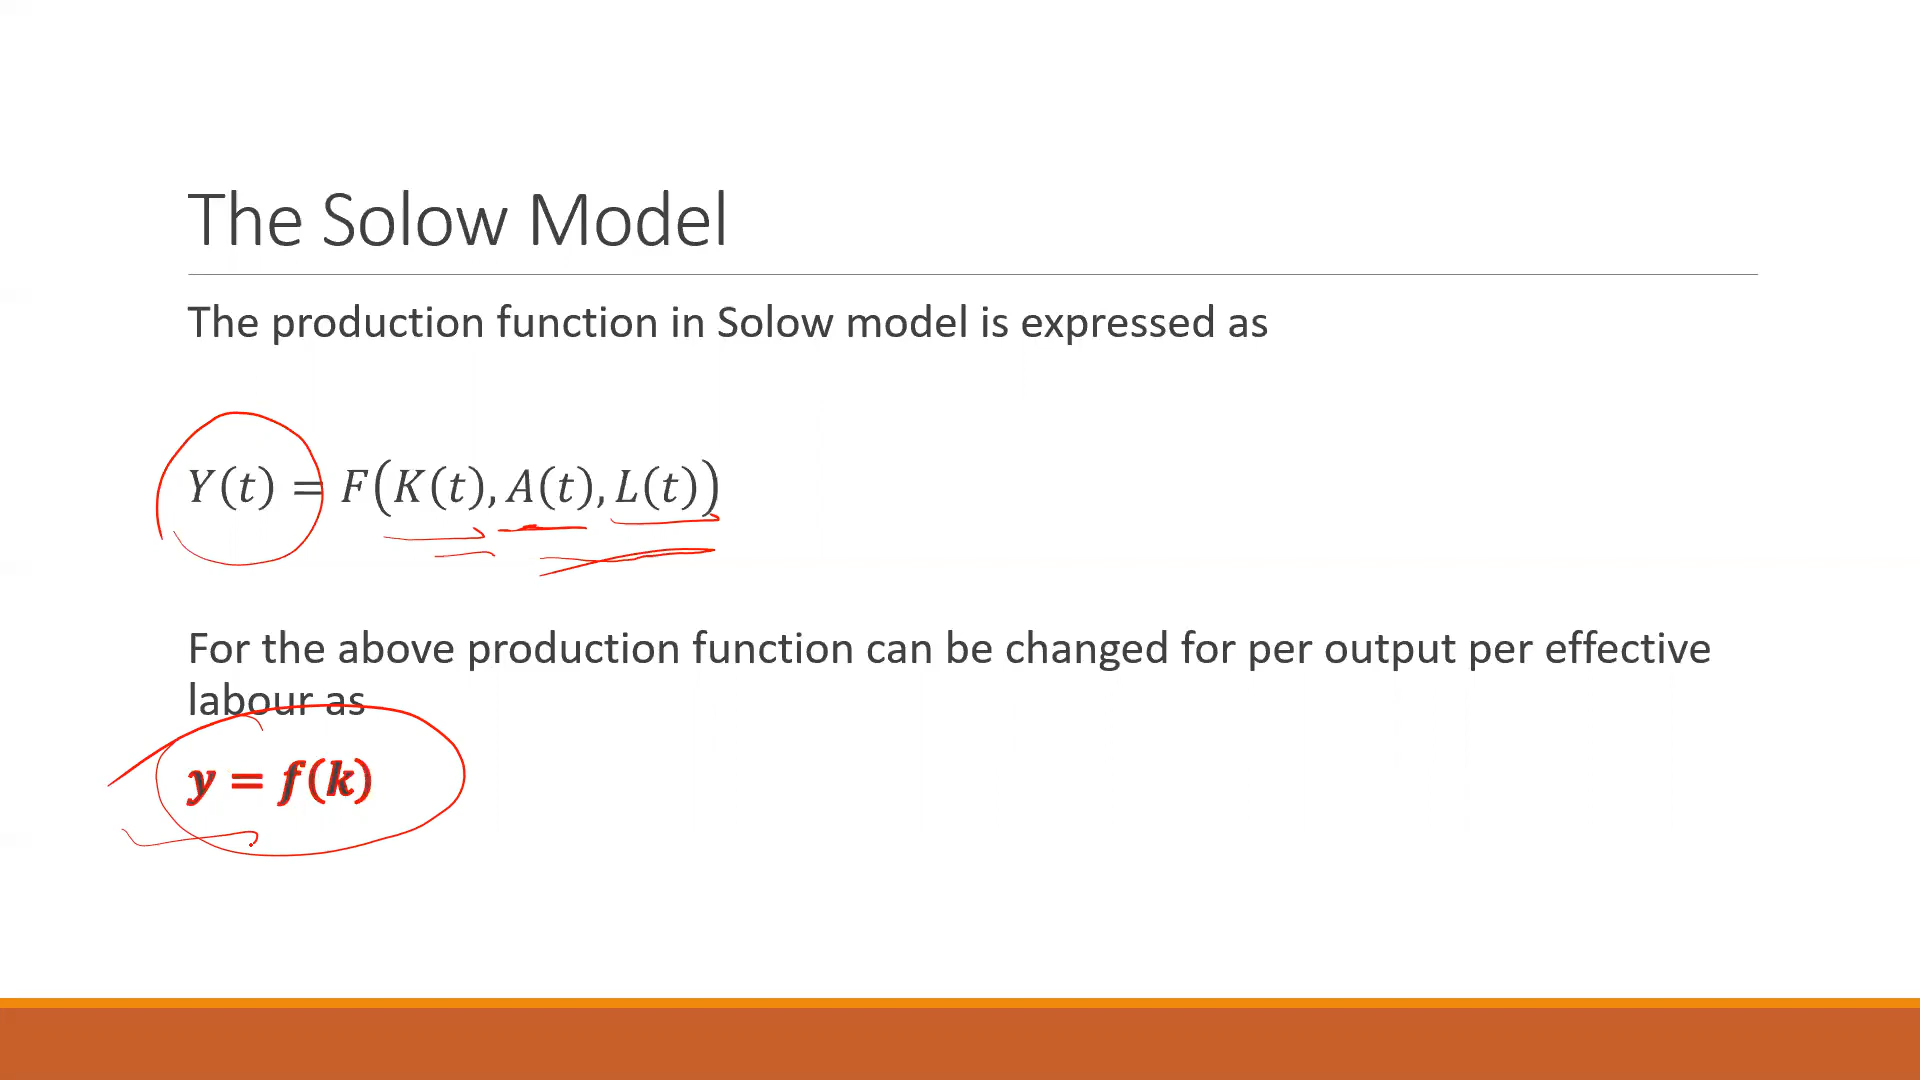 The Solow Model
The production function in Solow model is expressed as
Y(t) = F(K(t), A(t), L(t))
For the above production function can be changed for per output per effective
labour as
y = f(k)